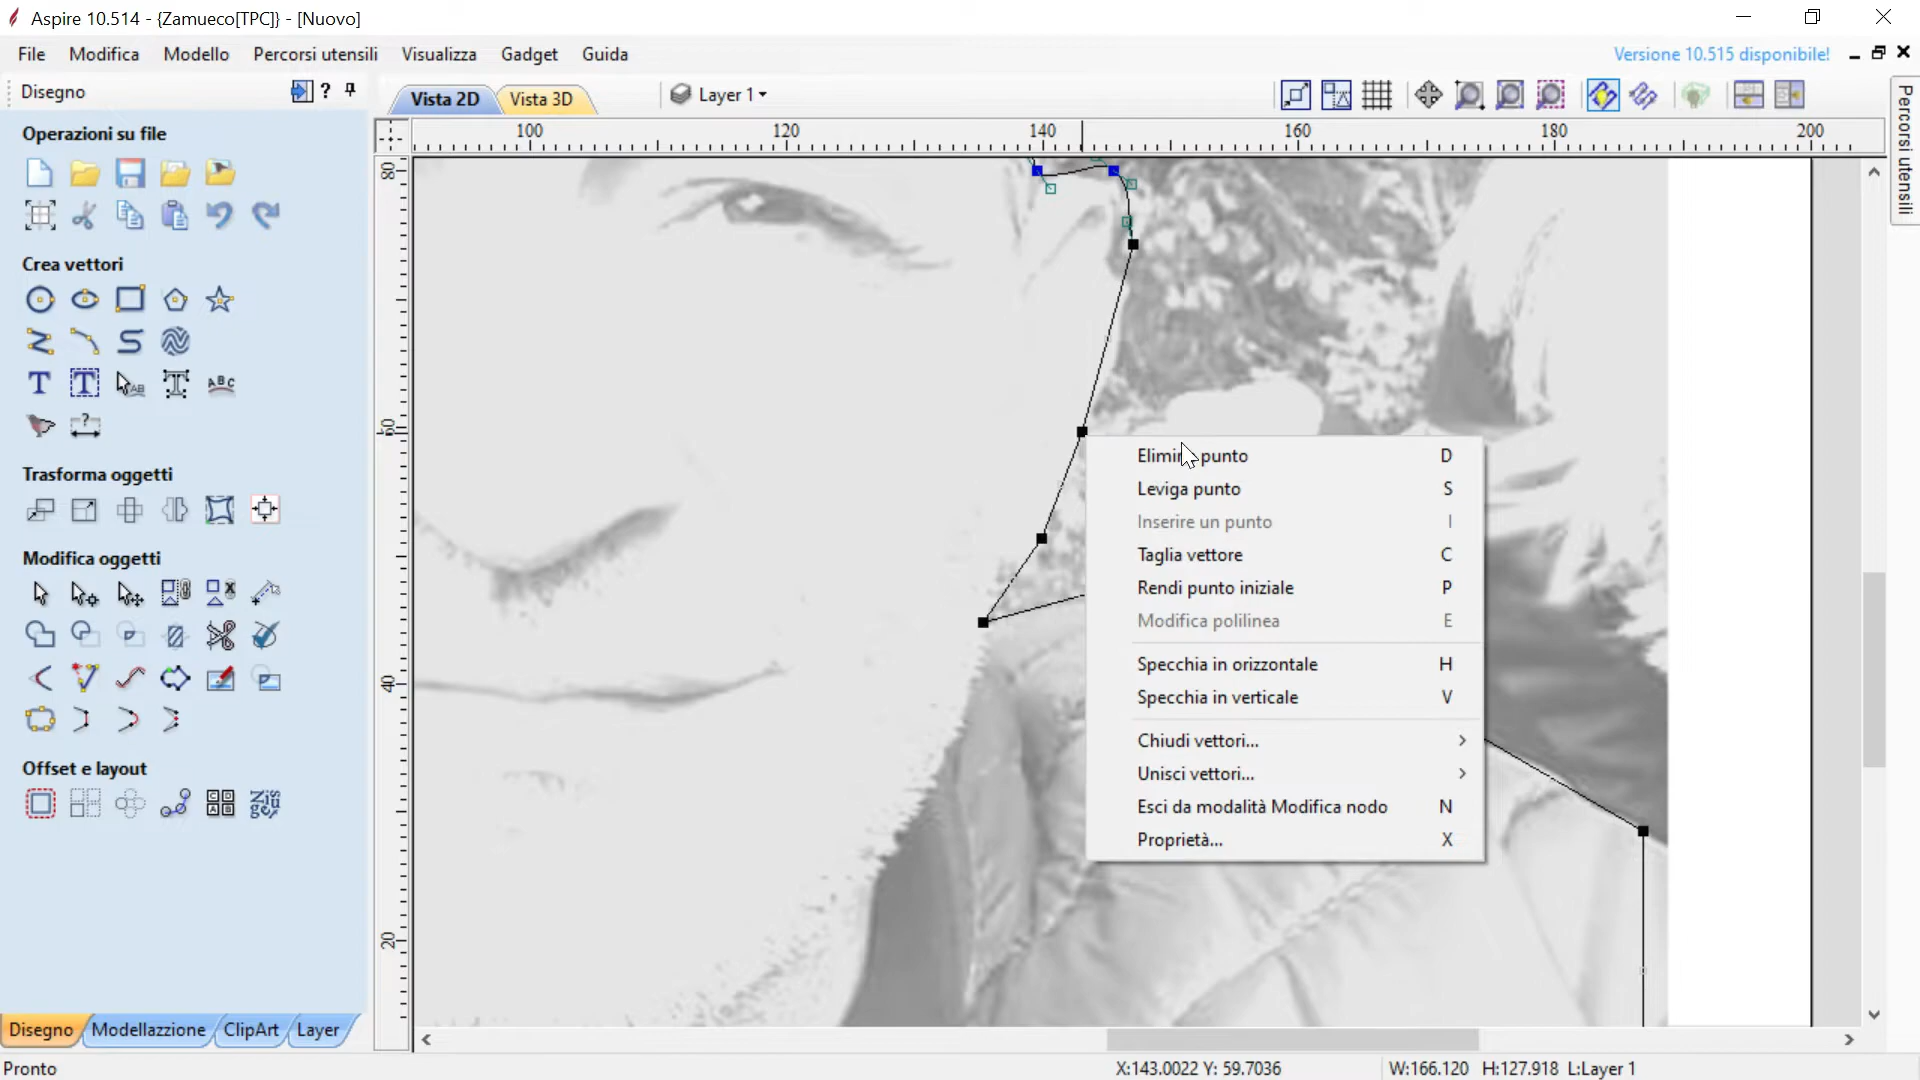 Aspire 10.514 - {Zamueco[TPC]} - [Nuovo]
File Modifica Modello Percorsi utensili Visualizza Gadget Guida
Versione 10.515 disponibile!
Disegno
?
Vista 2D Vista 3D
Layer 1
Percorsi utensili
100 120 140 160 180 200
80
60
40
20
Operazioni su file
Crea vettori
Trasforma oggetti
Modifica oggetti
Offset e layout
Elimina punto D
Leviga punto S
Inserire un punto I
Taglia vettore C
Rendi punto iniziale P
Modifica polilinea E
Specchia in orizzontale H
Specchia in verticale V
Chiudi vettori...
Unisci vettori...
Esci da modalità Modifica nodo N
Proprietà... X
Disegno Modellazzione ClipArt Layer
Pronto
X:143.0022 Y: 59.7036
W:166.120 H:127.918 L:Layer 1